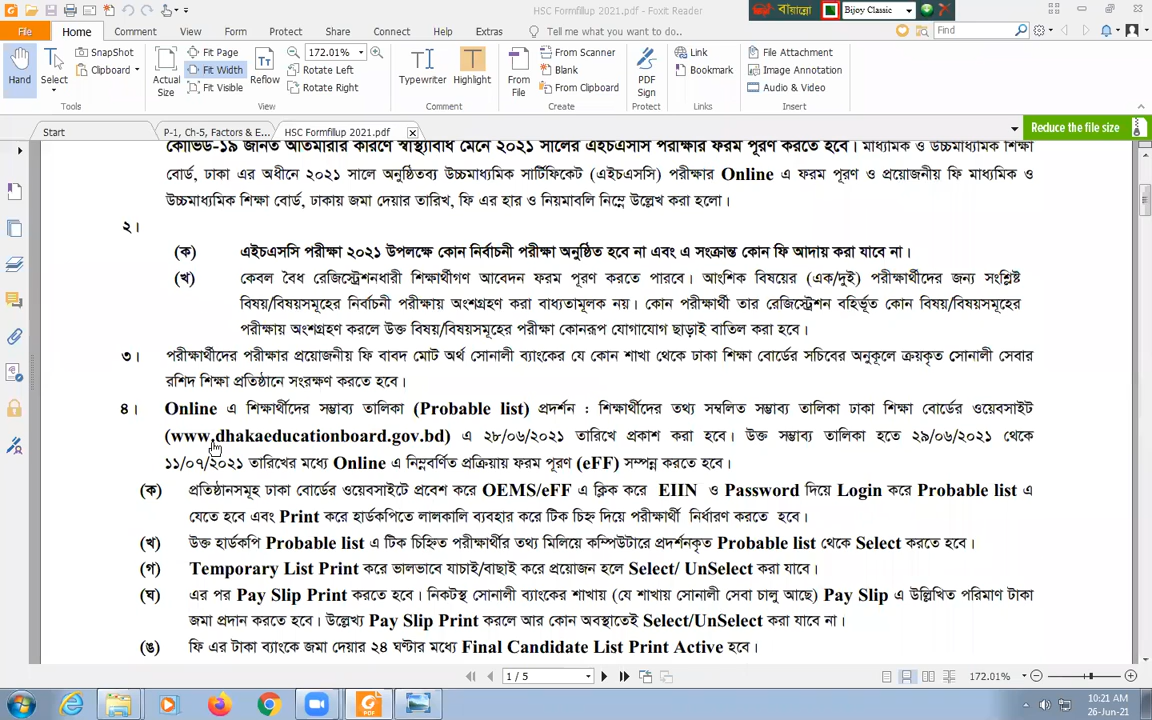 HSC Formfillup 2021.pdf - Foxit Reader
বাঁয়ান্নো
Bijoy Classic
File
Home
Comment
View
Form
Protect
Share
Connect
Help
Extras
Tell me what you want to do...
Find
Hand
Select
SnapShot
Clipboard
Actual Size
Fit Page
Fit Width
Fit Visible
Reflow
172.01%
Rotate Left
Rotate Right
Typewriter
Highlight
From File
From Scanner
Blank
From Clipboard
PDF Sign
Link
Bookmark
File Attachment
Image Annotation
Audio & Video
Tools
View
Comment
Create
Protect
Links
Insert
Start
P-1, Ch-5, Factors & E...
HSC Formfillup 2021.pdf
Reduce the file size
কোভিড-১৯ জনিত অতিমারীর কারণে স্বাস্থ্যবিধি মেনে ২০২১ সালের এইচএসসি পরীক্ষার ফরম পূরণ করতে হবে। মাধ্যমিক ও উচ্চমাধ্যমিক শিক্ষা
বোর্ড, ঢাকা এর অধীনে ২০২১ সালে অনুষ্ঠিতব্য উচ্চমাধ্যমিক সার্টিফিকেট (এইচএসসি) পরীক্ষার Online এ ফরম পূরণ ও প্রয়োজনীয় ফি মাধ্যমিক ও
উচ্চমাধ্যমিক শিক্ষা বোর্ড, ঢাকায় জমা দেয়ার তারিখ, ফি এর হার ও নিয়মাবলি নিম্নে উল্লেখ করা হলো।
২।
(ক) এইচএসসি পরীক্ষা ২০২১ উপলক্ষে কোন নির্বাচনী পরীক্ষা অনুষ্ঠিত হবে না এবং এ সংক্রান্ত কোন ফি আদায় করা যাবে না।
(খ) কেবল বৈধ রেজিস্ট্রেশনধারী শিক্ষার্থীগণ আবেদন ফরম পূরণ করতে পারবে। আংশিক বিষয়ের (এক/দুই) পরীক্ষার্থীদের জন্য সংশ্লিষ্ট
বিষয়/বিষয়সমূহের নির্বাচনী পরীক্ষায় অংশগ্রহণ করা বাধ্যতামূলক নয়। কোন পরীক্ষার্থী তার রেজিস্ট্রেশন বহির্ভূত কোন বিষয়/বিষয়সমূহের
পরীক্ষায় অংশগ্রহণ করলে উক্ত বিষয়/বিষয়সমূহের পরীক্ষা কোনরূপ যোগাযোগ ছাড়াই বাতিল করা হবে।
৩। পরীক্ষার্থীদের পরীক্ষার প্রয়োজনীয় ফি বাবদ মোট অর্থ সোনালী ব্যাংকের যে কোন শাখা থেকে ঢাকা শিক্ষা বোর্ডের সচিবের অনুকূলে ক্রয়কৃত সোনালী সেবার
রশিদ শিক্ষা প্রতিষ্ঠানে সংরক্ষণ করতে হবে।
৪। Online এ শিক্ষার্থীদের সম্ভাব্য তালিকা (Probable list) প্রদর্শন : শিক্ষার্থীদের তথ্য সম্বলিত সম্ভাব্য তালিকা ঢাকা শিক্ষা বোর্ডের ওয়েবসাইট
(www.dhakaeducationboard.gov.bd) এ ২৮/০৬/২০২১ তারিখে প্রকাশ করা হবে। উক্ত সম্ভাব্য তালিকা হতে ২৯/০৬/২০২১ থেকে
১১/০৭/২০২১ তারিখের মধ্যে Online এ নিম্নবর্ণিত প্রক্রিয়ায় ফরম পূরণ (eFF) সম্পন্ন করতে হবে।
(ক) প্রতিষ্ঠানসমূহ ঢাকা বোর্ডের ওয়েবসাইটে প্রবেশ করে OEMS/eFF এ ক্লিক করে EIIN ও Password দিয়ে Login করে Probable list এ
যেতে হবে এবং Print করে হার্ডকপিতে লালকালি ব্যবহার করে টিক চিহ্ন দিয়ে পরীক্ষার্থী নির্ধারণ করতে হবে।
(খ) উক্ত হার্ডকপি Probable list এ টিক চিহ্নিত পরীক্ষার্থীর তথ্য মিলিয়ে কম্পিউটারে প্রদর্শনকৃত Probable list থেকে Select করতে হবে।
(গ) Temporary List Print করে ভালভাবে যাচাই/বাছাই করে প্রয়োজন হলে Select/ UnSelect করা যাবে।
(ঘ) এর পর Pay Slip Print করতে হবে। নিকটস্থ সোনালী ব্যাংকের শাখায় (যে শাখায় সোনালী সেবা চালু আছে) Pay Slip এ উল্লিখিত পরিমাণ টাকা
জমা প্রদান করতে হবে। উল্লেখ্য Pay Slip Print করলে আর কোন অবস্থাতেই Select/UnSelect করা যাবে না।
(ঙ) ফি এর টাকা ব্যাংকে জমা দেয়ার ২৪ ঘণ্টার মধ্যে Final Candidate List Print Active হবে।
1 / 5
172.01%
10:21 AM
26-Jun-21